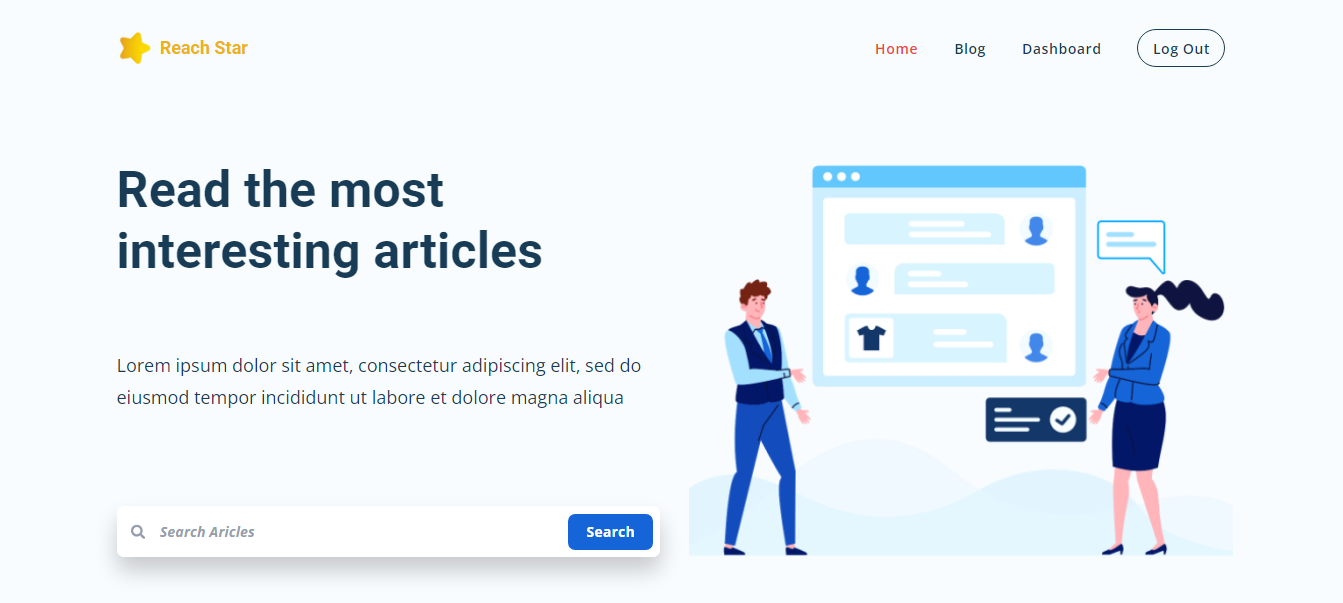 Reach Star
Home
Blog
Dashboard
Log Out
Read the most
interesting articles
Lorem ipsum dolor sit amet, consectetur adipiscing elit, sed do
eiusmod tempor incididunt ut labore et dolore magna aliqua
Search Aricles
Search